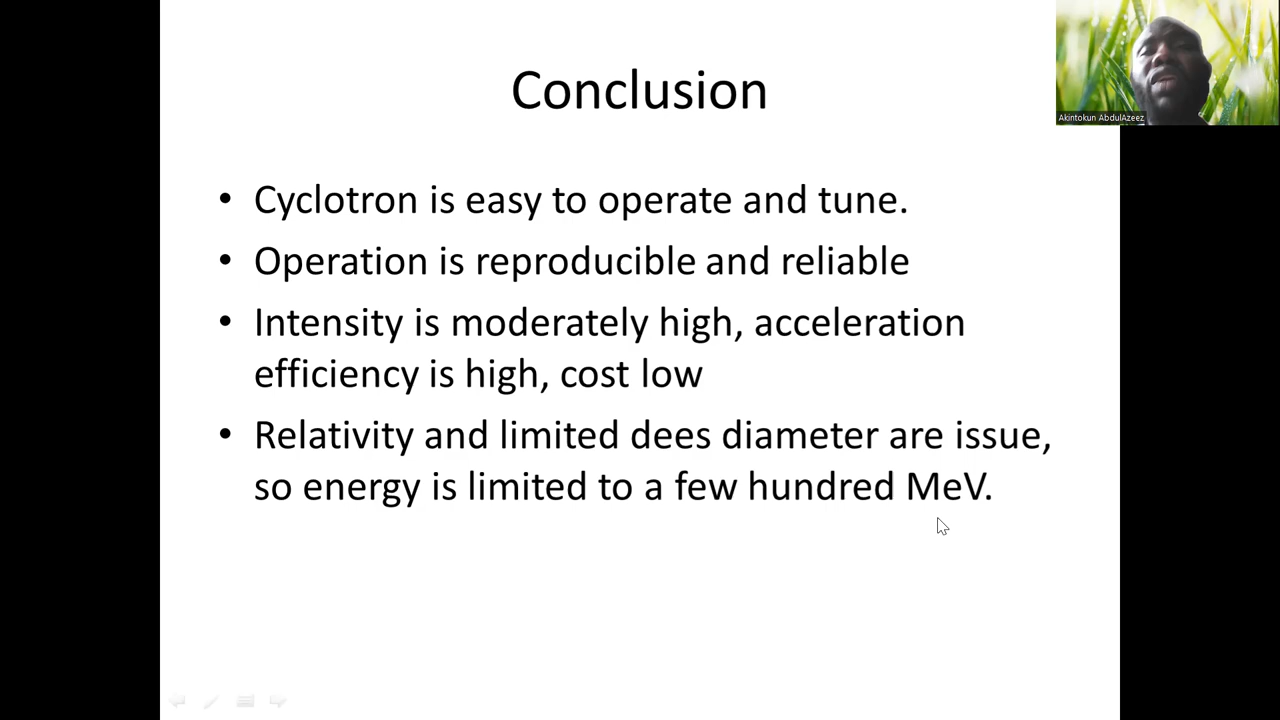 Conclusion
Akintokun AbdulAzeez
• Cyclotron is easy to operate and tune.
• Operation is reproducible and reliable
• Intensity is moderately high, acceleration
efficiency is high, cost low
• Relativity and limited dees diameter are issue,
so energy is limited to a few hundred MeV.